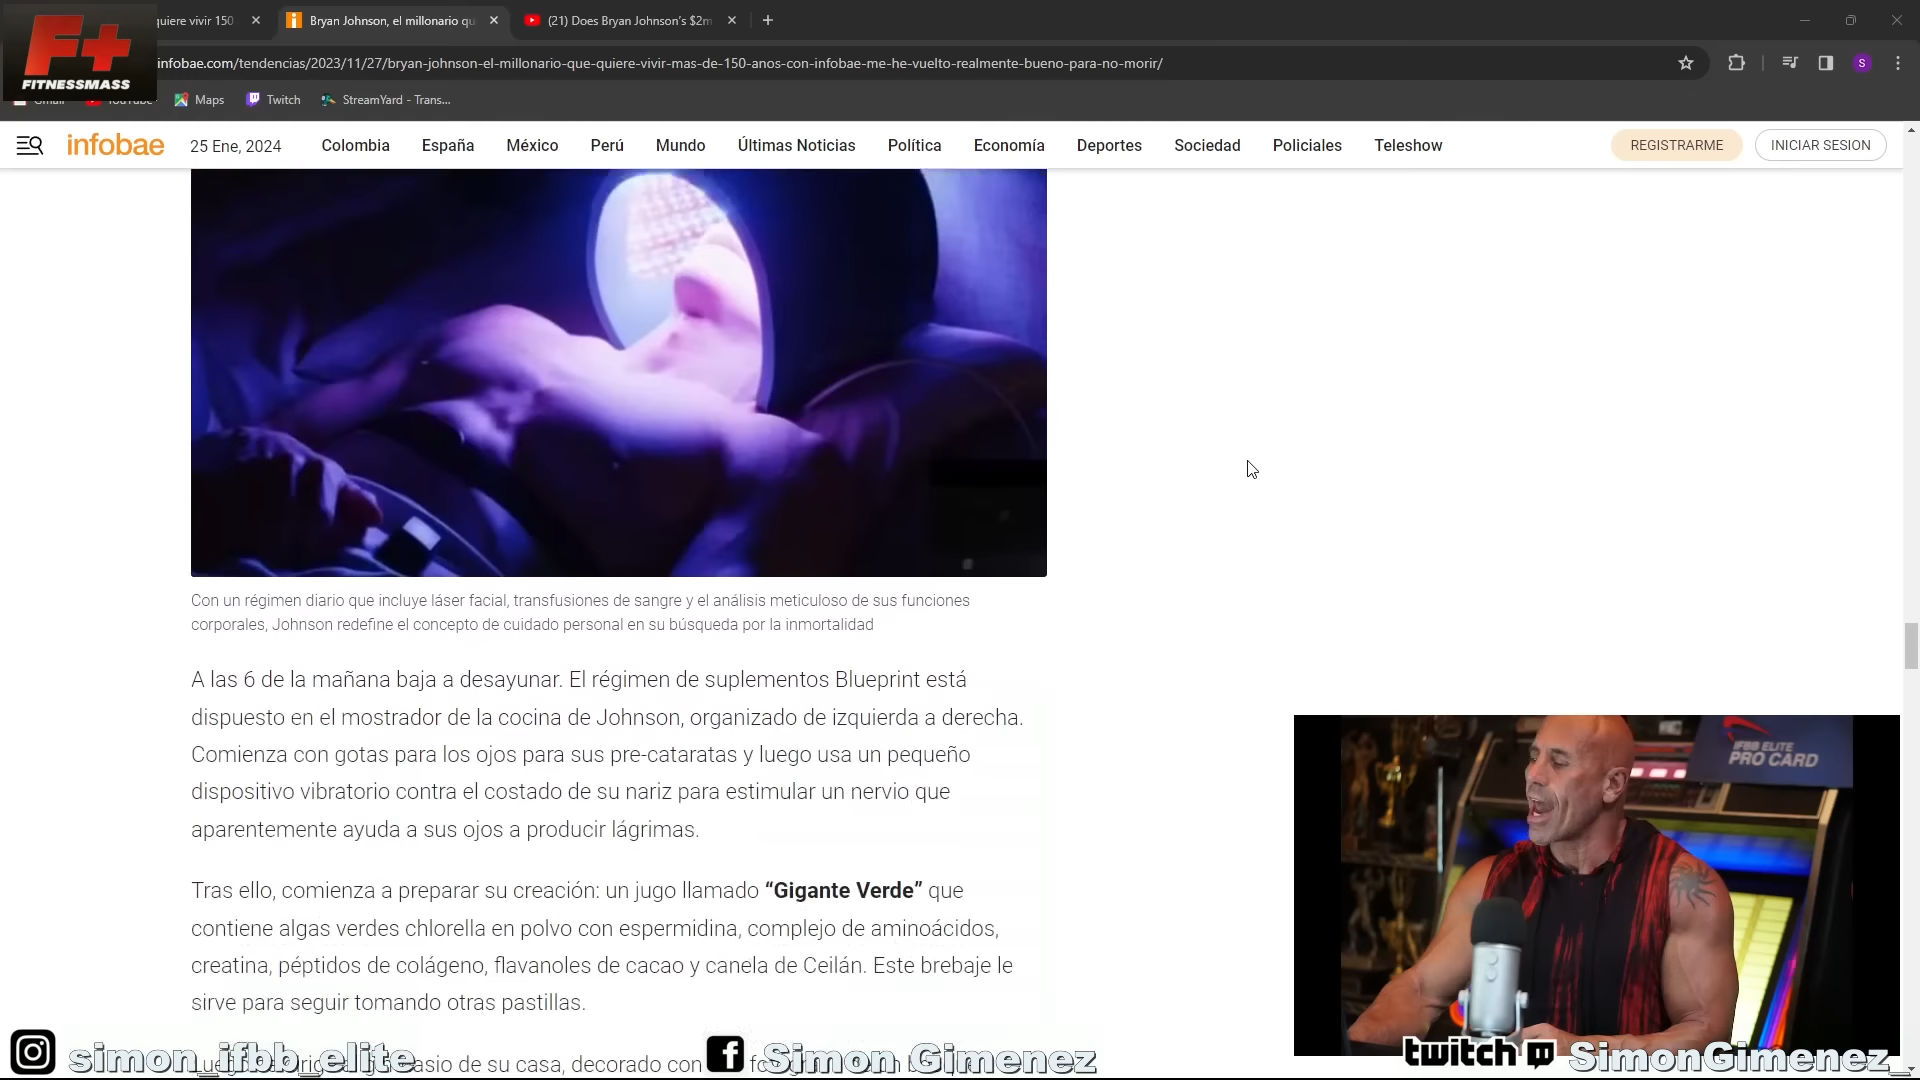 quiere vivir 150
Bryan Johnson, el millonario qu
(21) Does Bryan Johnson's $2m
F+
FITNESSMASS
infobae.com/tendencias/2023/11/27/bryan-johnson-el-millonario-que-quiere-vivir-mas-de-150-anos-con-infobae-me-he-vuelto-realmente-bueno-para-no-morir/
S
Gmail
YouTube
Maps
Twitch
StreamYard - Trans...
infobae
25 Ene, 2024
Colombia
España
México
Perú
Mundo
Últimas Noticias
Política
Economía
Deportes
Sociedad
Policiales
Teleshow
REGISTRARME
INICIAR SESION
Con un régimen diario que incluye láser facial, transfusiones de sangre y el análisis meticuloso de sus funciones
corporales, Johnson redefine el concepto de cuidado personal en su búsqueda por la inmortalidad
A las 6 de la mañana baja a desayunar. El régimen de suplementos Blueprint está
dispuesto en el mostrador de la cocina de Johnson, organizado de izquierda a derecha.
Comienza con gotas para los ojos para sus pre-cataratas y luego usa un pequeño
dispositivo vibratorio contra el costado de su nariz para estimular un nervio que
aparentemente ayuda a sus ojos a producir lágrimas.
Tras ello, comienza a preparar su creación: un jugo llamado “Gigante Verde” que
contiene algas verdes chlorella en polvo con espermidina, complejo de aminoácidos,
creatina, péptidos de colágeno, flavanoles de cacao y canela de Ceilán. Este brebaje le
sirve para seguir tomando otras pastillas.
de su casa, decorado con
IFBB ELITE
PRO CARD
simon_ifbb_elite
Simon Gimenez
twitch
SimonGimenez_